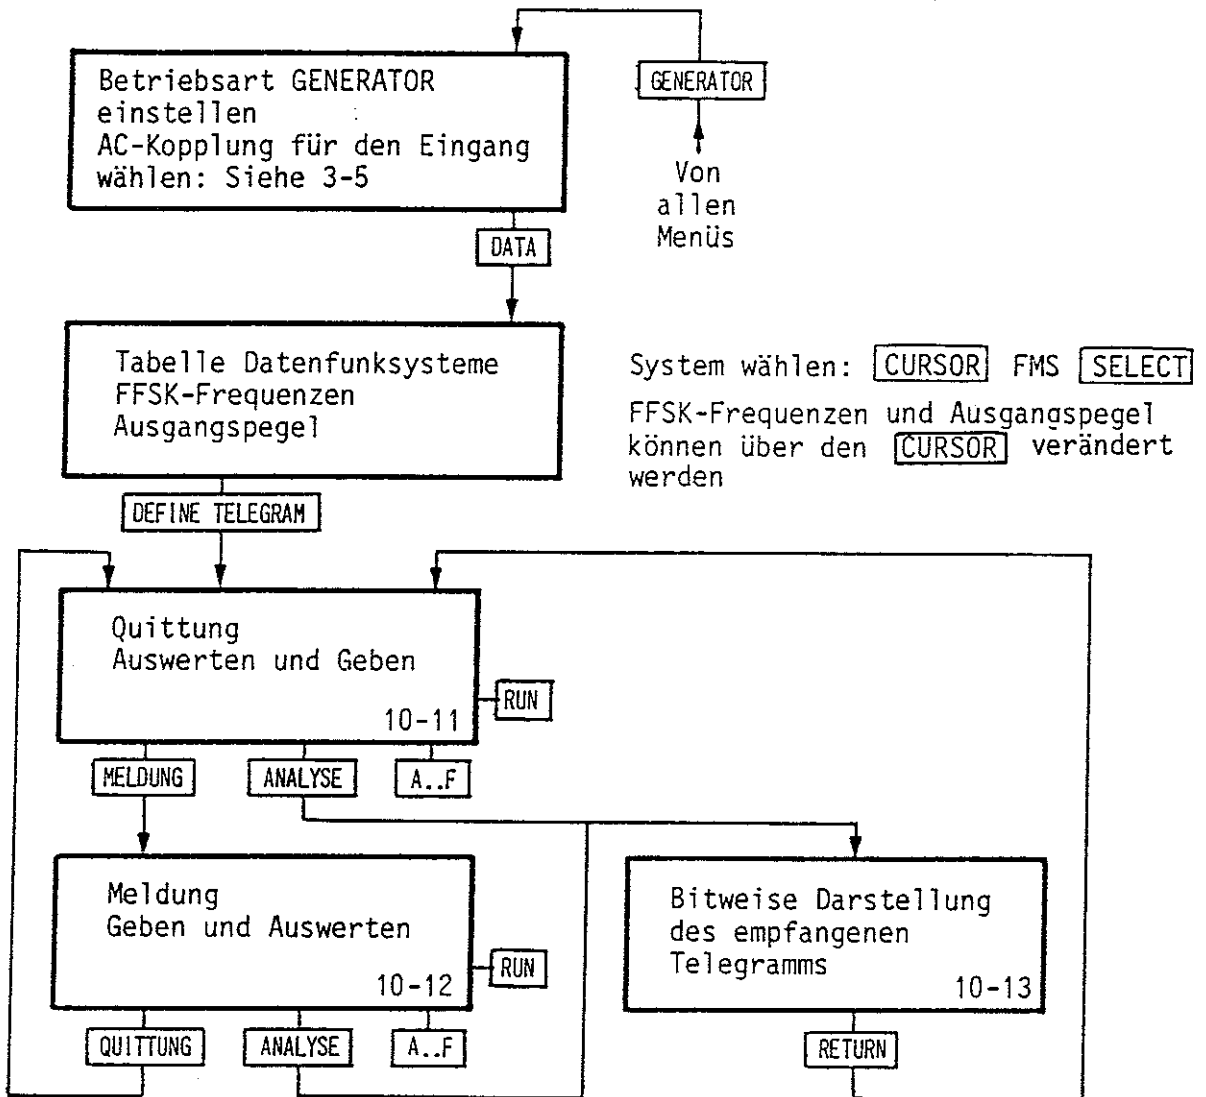 Betriebsart GENERATOR
einstellen
AC-Kopplung für den Eingang
wählen: Siehe 3-5
GENERATOR
Von
allen
Menüs
DATA
Tabelle Datenfunksysteme
FFSK-Frequenzen
Ausgangspegel
System wählen: CURSOR FMS SELECT
FFSK-Frequenzen und Ausgangspegel
können über den CURSOR verändert
werden
DEFINE TELEGRAM
Quittung
Auswerten und Geben
10-11
RUN
MELDUNG
ANALYSE
A..F
Meldung
Geben und Auswerten
10-12
RUN
Bitweise Darstellung
des empfangenen
Telegramms
10-13
QUITTUNG
ANALYSE
A..F
RETURN